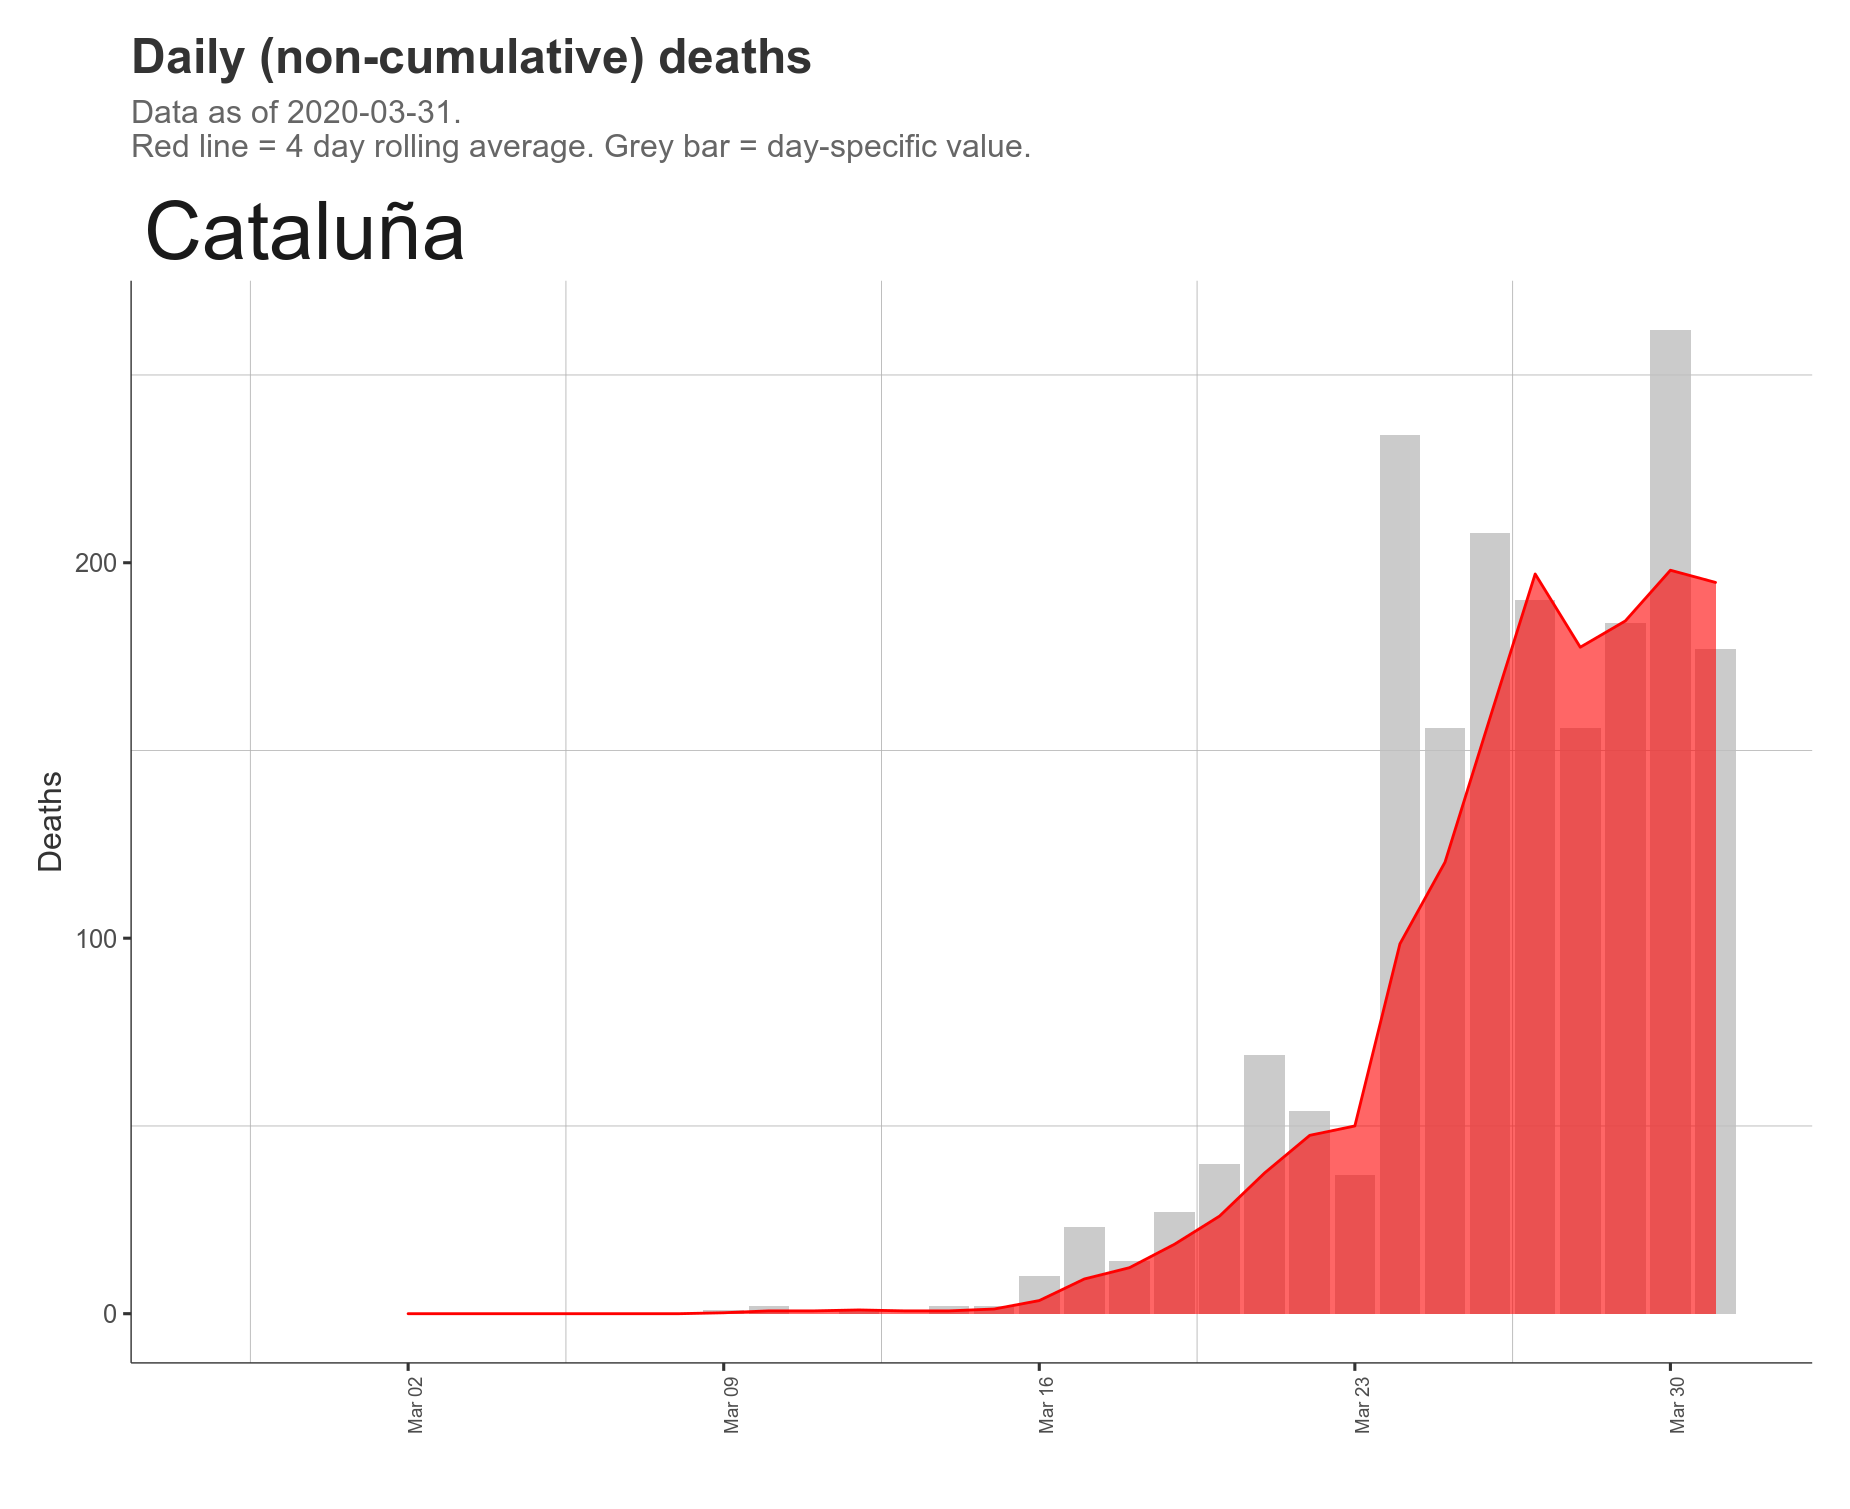 Daily (non-cumulative) deaths
Data as of 2020-03-31.
Red line = 4 day rolling average. Grey bar = day-specific value.
Cataluña
Deaths
200
100
0
Mar 02
Mar 09
Mar 16
Mar 23
Mar 30